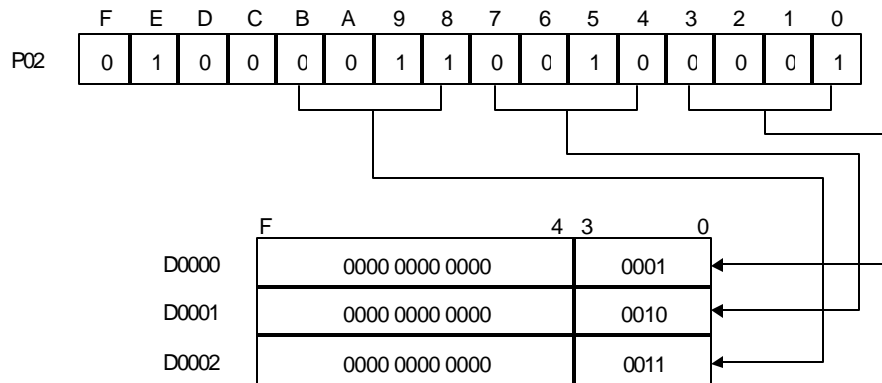 F E D C B A 9 8 7 6 5 4 3 2 1 0
P02 0 1 0 0 0 0 1 1 0 0 1 0 0 0 0 1
F 4 3 0
D0000 0000 0000 0000 0001
D0001 0000 0000 0000 0010
D0002 0000 0000 0000 0011